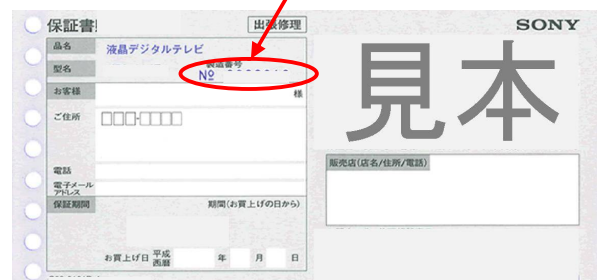 保証書
出張修理
SONY
品名
液晶デジタルテレビ
型名
製造番号
Nº
お客様
様
ご住所
電話
電子メール
アドレス
保証期間
期間(お買上げの日から)
お買上げ日 平成
西暦
年 月 日
見本
販売店(店名/住所/電話)